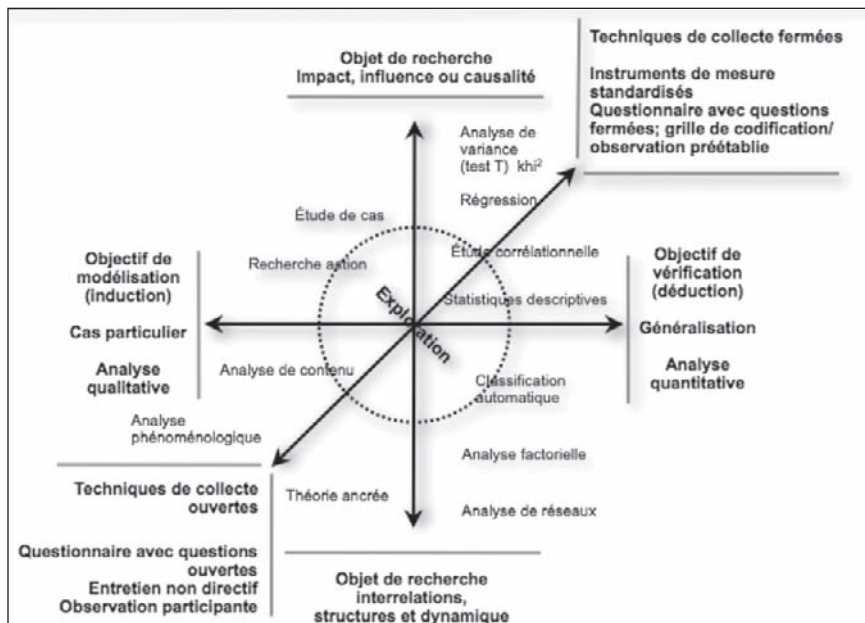 Objet de recherche
Impact, influence ou causalité
Techniques de collecte fermées
Instruments de mesure
standardisés
Questionnaire avec questions
fermées; grille de codification/
observation préétablie
Analyse de
variance
(test T) khi²
Régression
Étude de cas
Étude corrélationnelle
Recherche action
Statistiques descriptives
Objectif de
modélisation
(induction)
Cas particulier
Analyse
qualitative
Exploration
Objectif de
vérification
(déduction)
Généralisation
Analyse
quantitative
Analyse de contenu
Classification
automatique
Analyse
phénoménologique
Analyse factorielle
Théorie ancrée
Analyse de réseaux
Techniques de collecte
ouvertes
Questionnaire avec questions
ouvertes
Entretien non directif
Observation participante
Objet de recherche
interrelations,
structures et dynamique